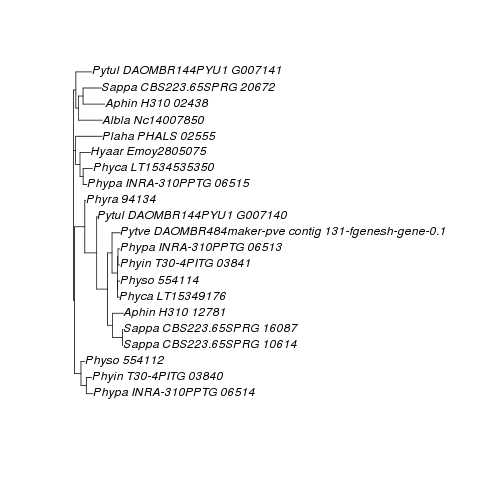 Pytul DAOMBR144PYU1 G007141
Sappa CBS223.65SPRG 20672
Aphin H310 02438
Albla Nc14007850
Plaha PHALS 02555
Hyaar Emoy2805075
Phyca LT1534535350
Phypa INRA-310PPTG 06515
Phyra 94134
Pytul DAOMBR144PYU1 G007140
Pytve DAOMBR484maker-pve contig 131-fgenesh-gene-0.1
Phypa INRA-310PPTG 06513
Phyin T30-4PITG 03841
Physo 554114
Phyca LT15349176
Aphin H310 12781
Sappa CBS223.65SPRG 16087
Sappa CBS223.65SPRG 10614
Physo 554112
Phyin T30-4PITG 03840
Phypa INRA-310PPTG 06514